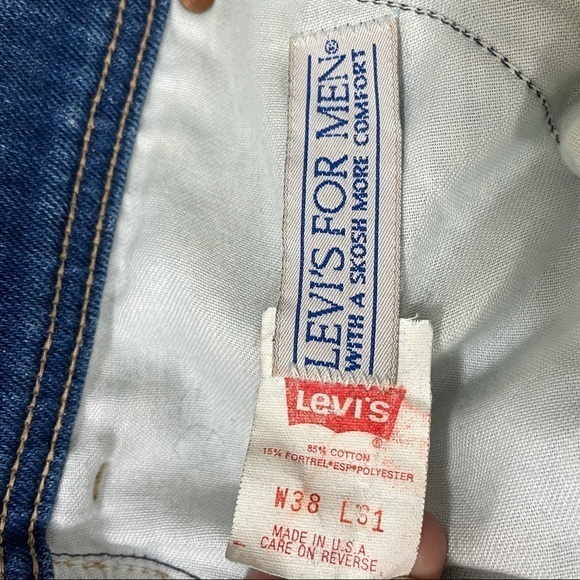 LEVI'S FOR MEN®
WITH A SKOSH MORE COMFORT
Levi's
®
85% COTTON
15% FORTREL®ESP®POLYESTER
W38 L31
MADE IN U.S.A.
CARE ON REVERSE